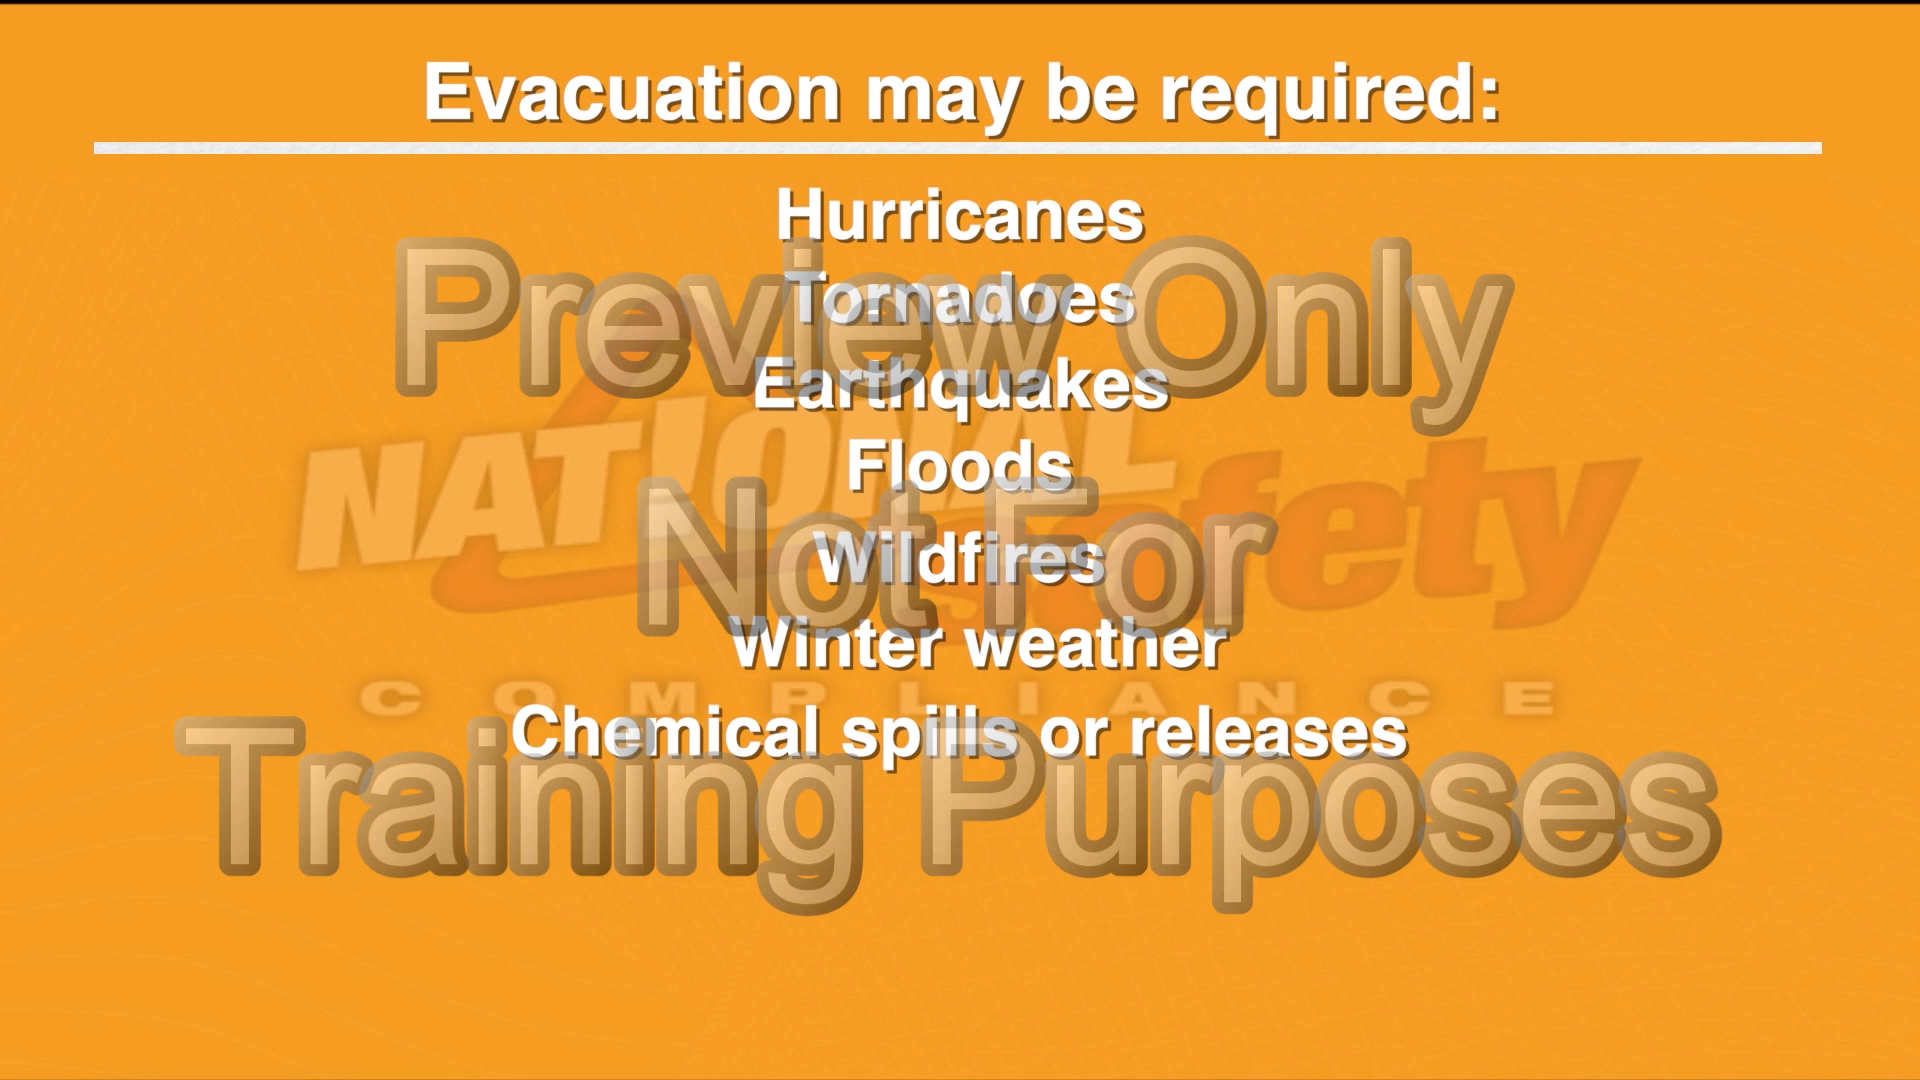 Evacuation may be required:
Hurricanes
Preview Only
Tornadoes
Earthquakes
NATIONAL
Floods
safety
Not For
Wildfires
Winter weather
COMPLIANCE
Chemical spills or releases
Training Purposes